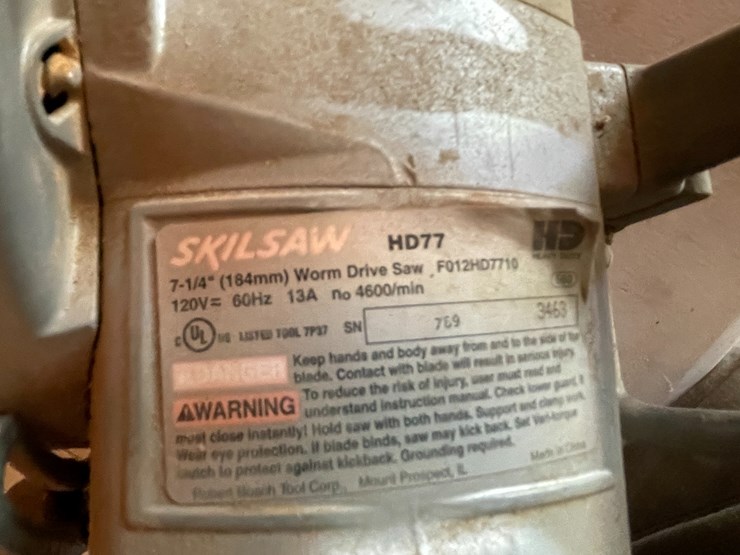 SKILSAW HD77 HD
HEAVY DUTY
7-1/4" (184mm) Worm Drive Saw F012HD7710
120V= 60Hz 13A no 4600/min
c UL us LISTED TOOL 7P37 SN 769 3463
DANGER Keep hands and body away from and to the side of the
blade. Contact with blade will result in serious injury.
WARNING To reduce the risk of injury, user must read and
understand instruction manual. Check lower guard, it
must close instantly! Hold saw with both hands. Support and clamp work.
Wear eye protection. If blade binds, saw may kick back. Set Vari-torque
clutch to protect against kickback. Grounding required.
Robert Bosch Tool Corp., Mount Prospect, IL Made in China